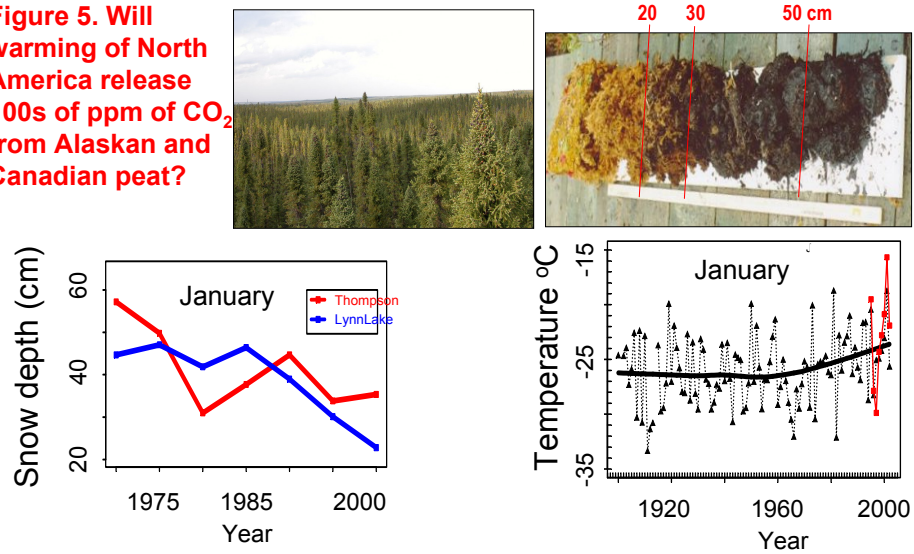 Figure 5. Will
warming of North
America release
100s of ppm of CO₂
from Alaskan and
Canadian peat?
20 30 50 cm
Snow depth (cm)
60
40
20
January
Thompson
LynnLake
1975 1985 2000
Year
Temperature ºC
-15
-25
-35
January
1920 1960 2000
Year